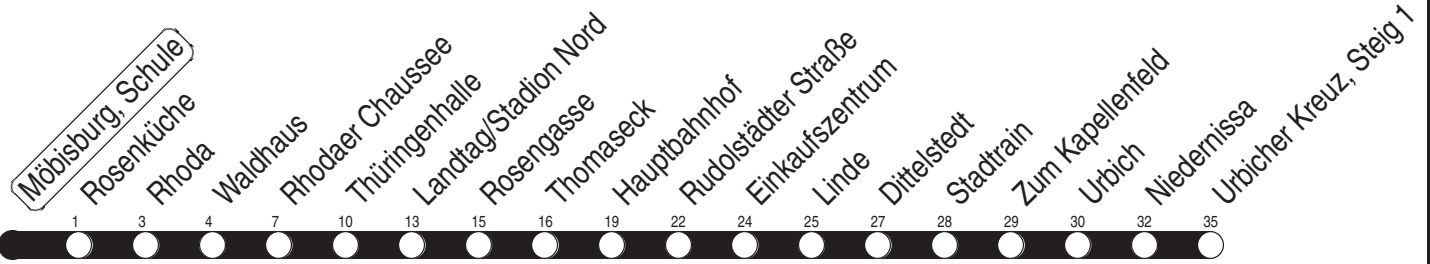 Möbisburg, Schule
Rosenküche
Rhoda
Waldhaus
Rhodaer Chaussee
Thüringenhalle
Landtag/Stadion Nord
Rosengasse
Thomaseck
Hauptbahnhof
Rudolstädter Straße
Einkaufszentrum
Linde
Dittelstedt
Stadtrain
Zum Kapellenfeld
Urbich
Niedernissa
Urbicher Kreuz, Steig 1
1 3 4 7 10 13 15 16 19 22 24 25 27 28 29 30 32 35